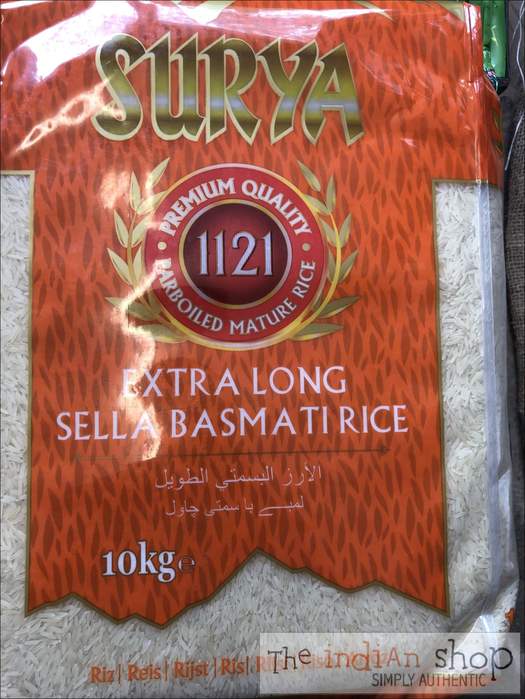 SURYA
PREMIUM QUALITY
1121
PARBOILED MATURE RICE
EXTRA LONG
SELLA BASMATI RICE
الأرز البسمتي الطويل
لمبے باسمتی چاول
10kg e
Riz | Reis | Rijst | Ris |
The indiAn shop
SIMPLY AUTHENTIC